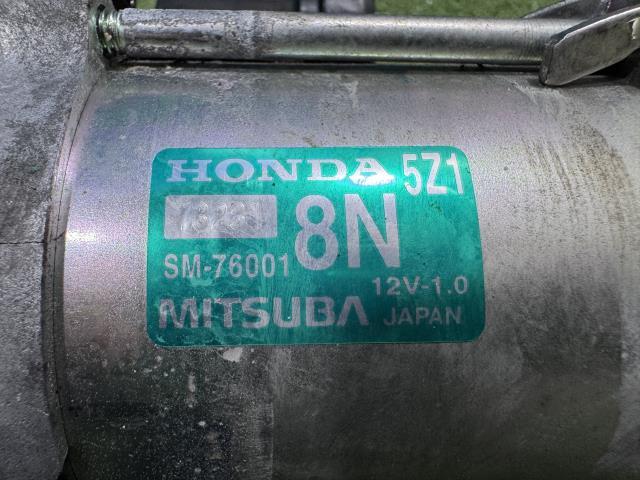 HONDA 5Z1
8N
SM-76001
12V-1.0
MITSUBA JAPAN